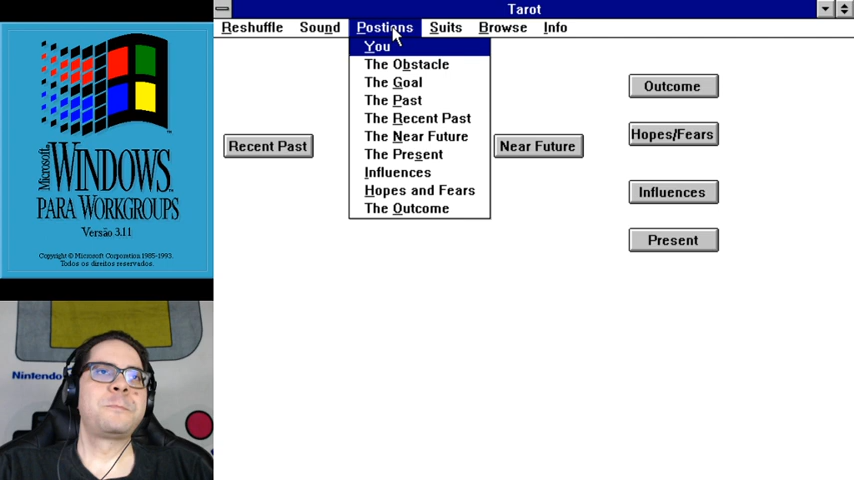 Microsoft
WINDOWS
PARA WORKGROUPS
Versão 3.11
Copyright © Microsoft Corporation 1985-1993.
Todos os direitos reservados.
Nintendo
Tarot
Reshuffle Sound Postions Suits Browse Info
You
The Obstacle
The Goal
The Past
The Recent Past
The Near Future
The Present
Influences
Hopes and Fears
The Outcome
Recent Past
Near Future
Outcome
Hopes/Fears
Influences
Present